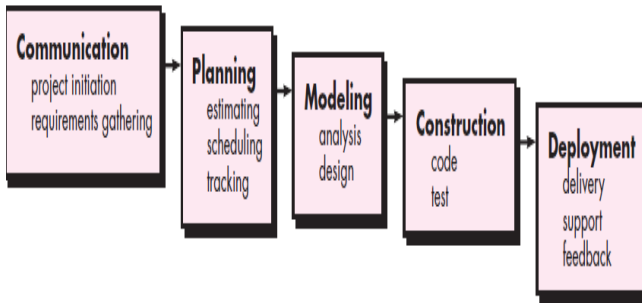 Communication
project initiation
requirements gathering
Planning
estimating
scheduling
tracking
Modeling
analysis
design
Construction
code
test
Deployment
delivery
support
feedback